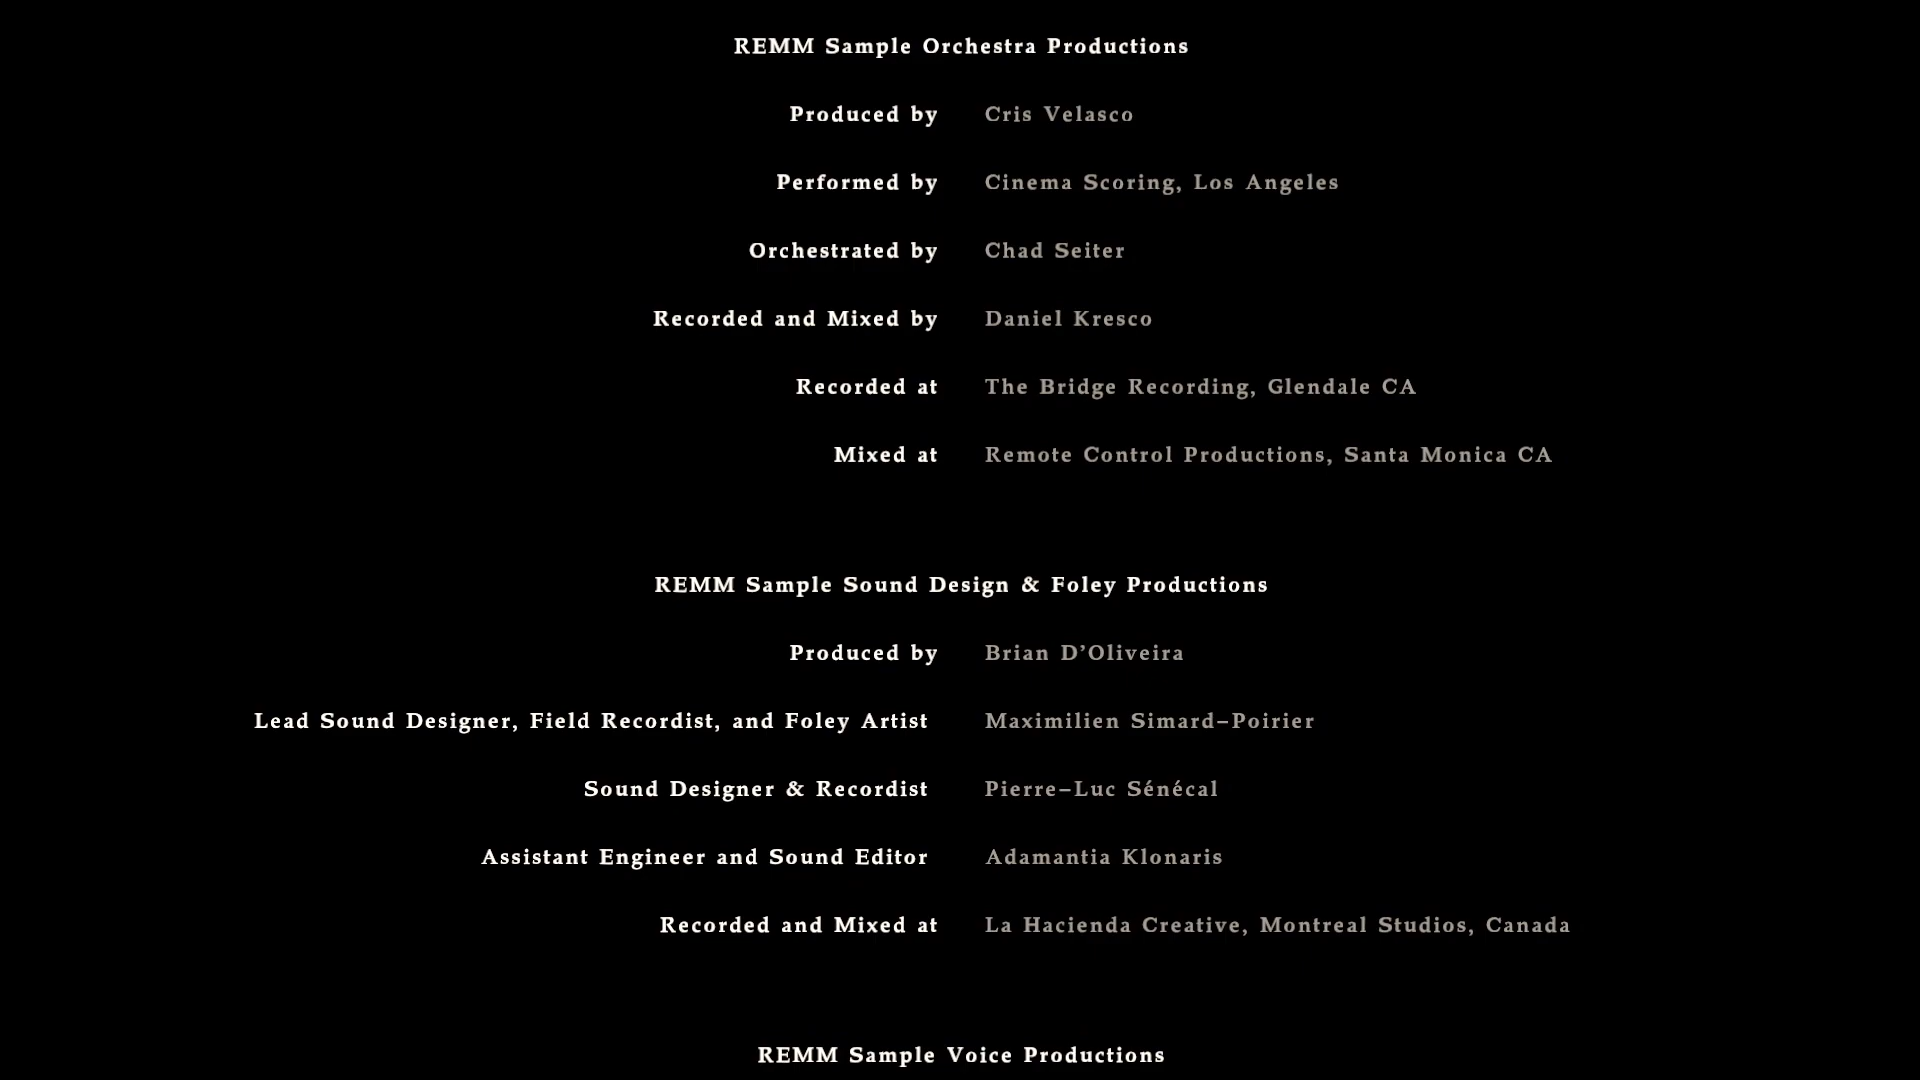 REMM Sample Orchestra Productions
Produced by Cris Velasco
Performed by Cinema Scoring, Los Angeles
Orchestrated by Chad Seiter
Recorded and Mixed by Daniel Kresco
Recorded at The Bridge Recording, Glendale CA
Mixed at Remote Control Productions, Santa Monica CA
REMM Sample Sound Design & Foley Productions
Produced by Brian D’Oliveira
Lead Sound Designer, Field Recordist, and Foley Artist Maximilien Simard–Poirier
Sound Designer & Recordist Pierre–Luc Sénécal
Assistant Engineer and Sound Editor Adamantia Klonaris
Recorded and Mixed at La Hacienda Creative, Montreal Studios, Canada
REMM Sample Voice Productions